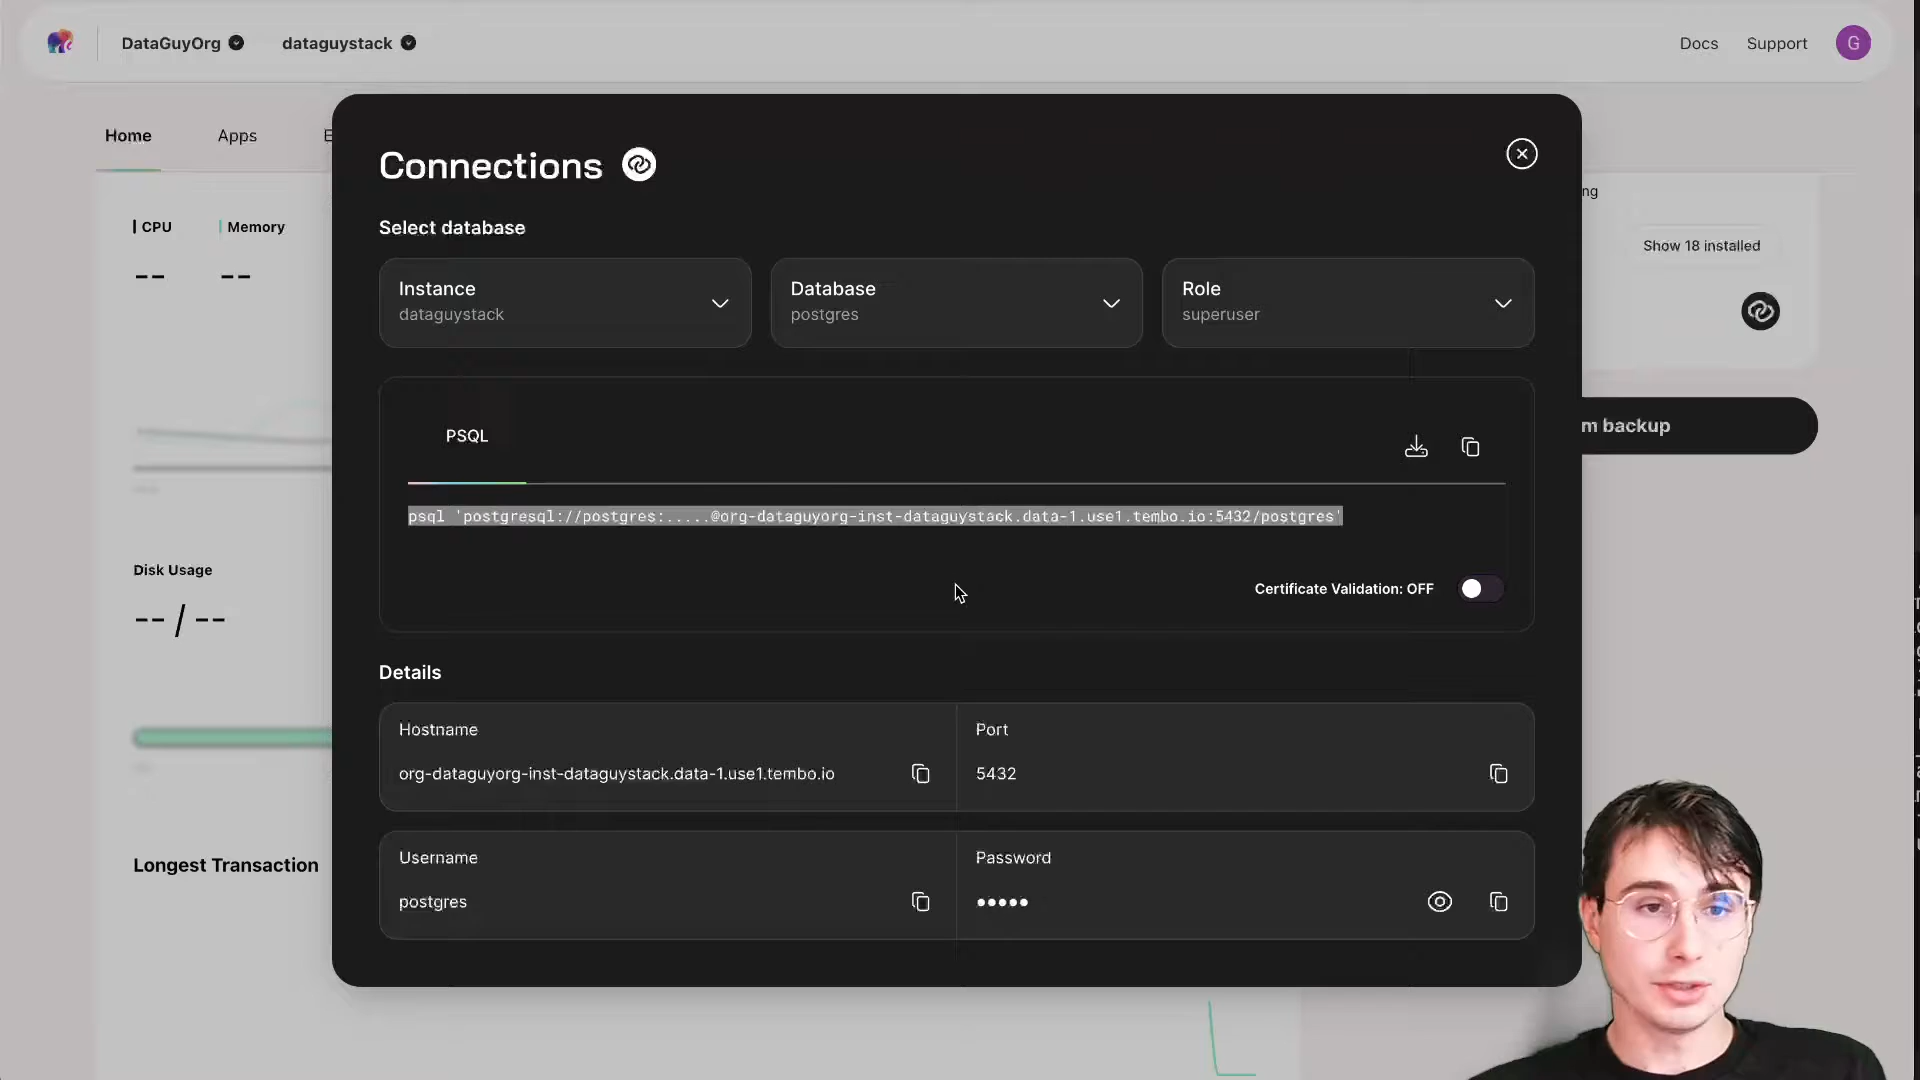 DataGuyOrg
dataguystack
Docs
Support
G
Home
Apps
E
CPU
Memory
--
--
Disk Usage
-- / --
Longest Transaction
Connections
Select database
Instance
dataguystack
Database
postgres
Role
superuser
PSQL
psql 'postgresql://postgres:.....@org-dataguyorg-inst-dataguystack.data-1.use1.tembo.io:5432/postgres'
Certificate Validation: OFF
Details
Hostname
org-dataguyorg-inst-dataguystack.data-1.use1.tembo.io
Port
5432
Username
postgres
Password
•••••
ng
Show 18 installed
m backup